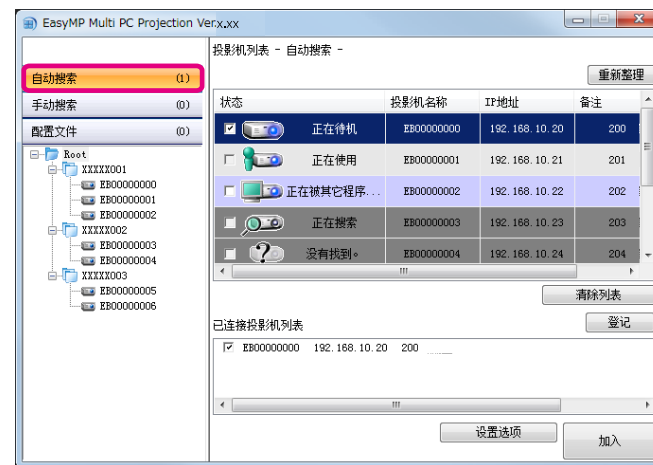 EasyMP Multi PC Projection Ver.x.xx
投影机列表 - 自动搜索 -
重新整理
自动搜索 (1)
手动搜索 (0)
配置文件 (0)
Root
XXXXX001
EB00000000
EB00000001
EB00000002
XXXXX002
EB00000003
EB00000004
XXXXX003
EB00000005
EB00000006
状态 投影机名称 IP地址 备注
正在待机 EB00000000 192.168.10.20 200
正在使用 EB00000001 192.168.10.21 201
正在被其它程序... EB00000002 192.168.10.22 202
正在搜索 EB00000003 192.168.10.23 203
没有找到。 EB00000004 192.168.10.24 204
清除列表
已连接投影机列表
登记
EB00000000 192.168.10.20 200
设置选项
加入